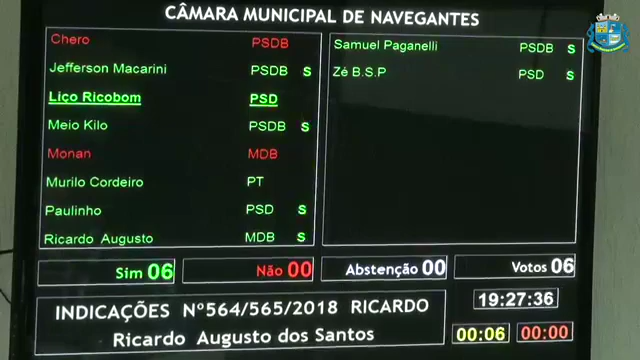 CÂMARA MUNICIPAL DE NAVEGANTES
Chero PSDB
Jefferson Macarini PSDB S
Liço Ricobom PSD
Meio Kilo PSDB S
Monan MDB
Murilo Cordeiro PT
Paulinho PSD S
Ricardo Augusto MDB S
Samuel Paganelli PSDB S
Zé B.S.P PSD S
Sim 06 Não 00 Abstenção 00 Votos 06
INDICAÇÕES Nº564/565/2018 RICARDO
Ricardo Augusto dos Santos
19:27:36
00:06 00:00